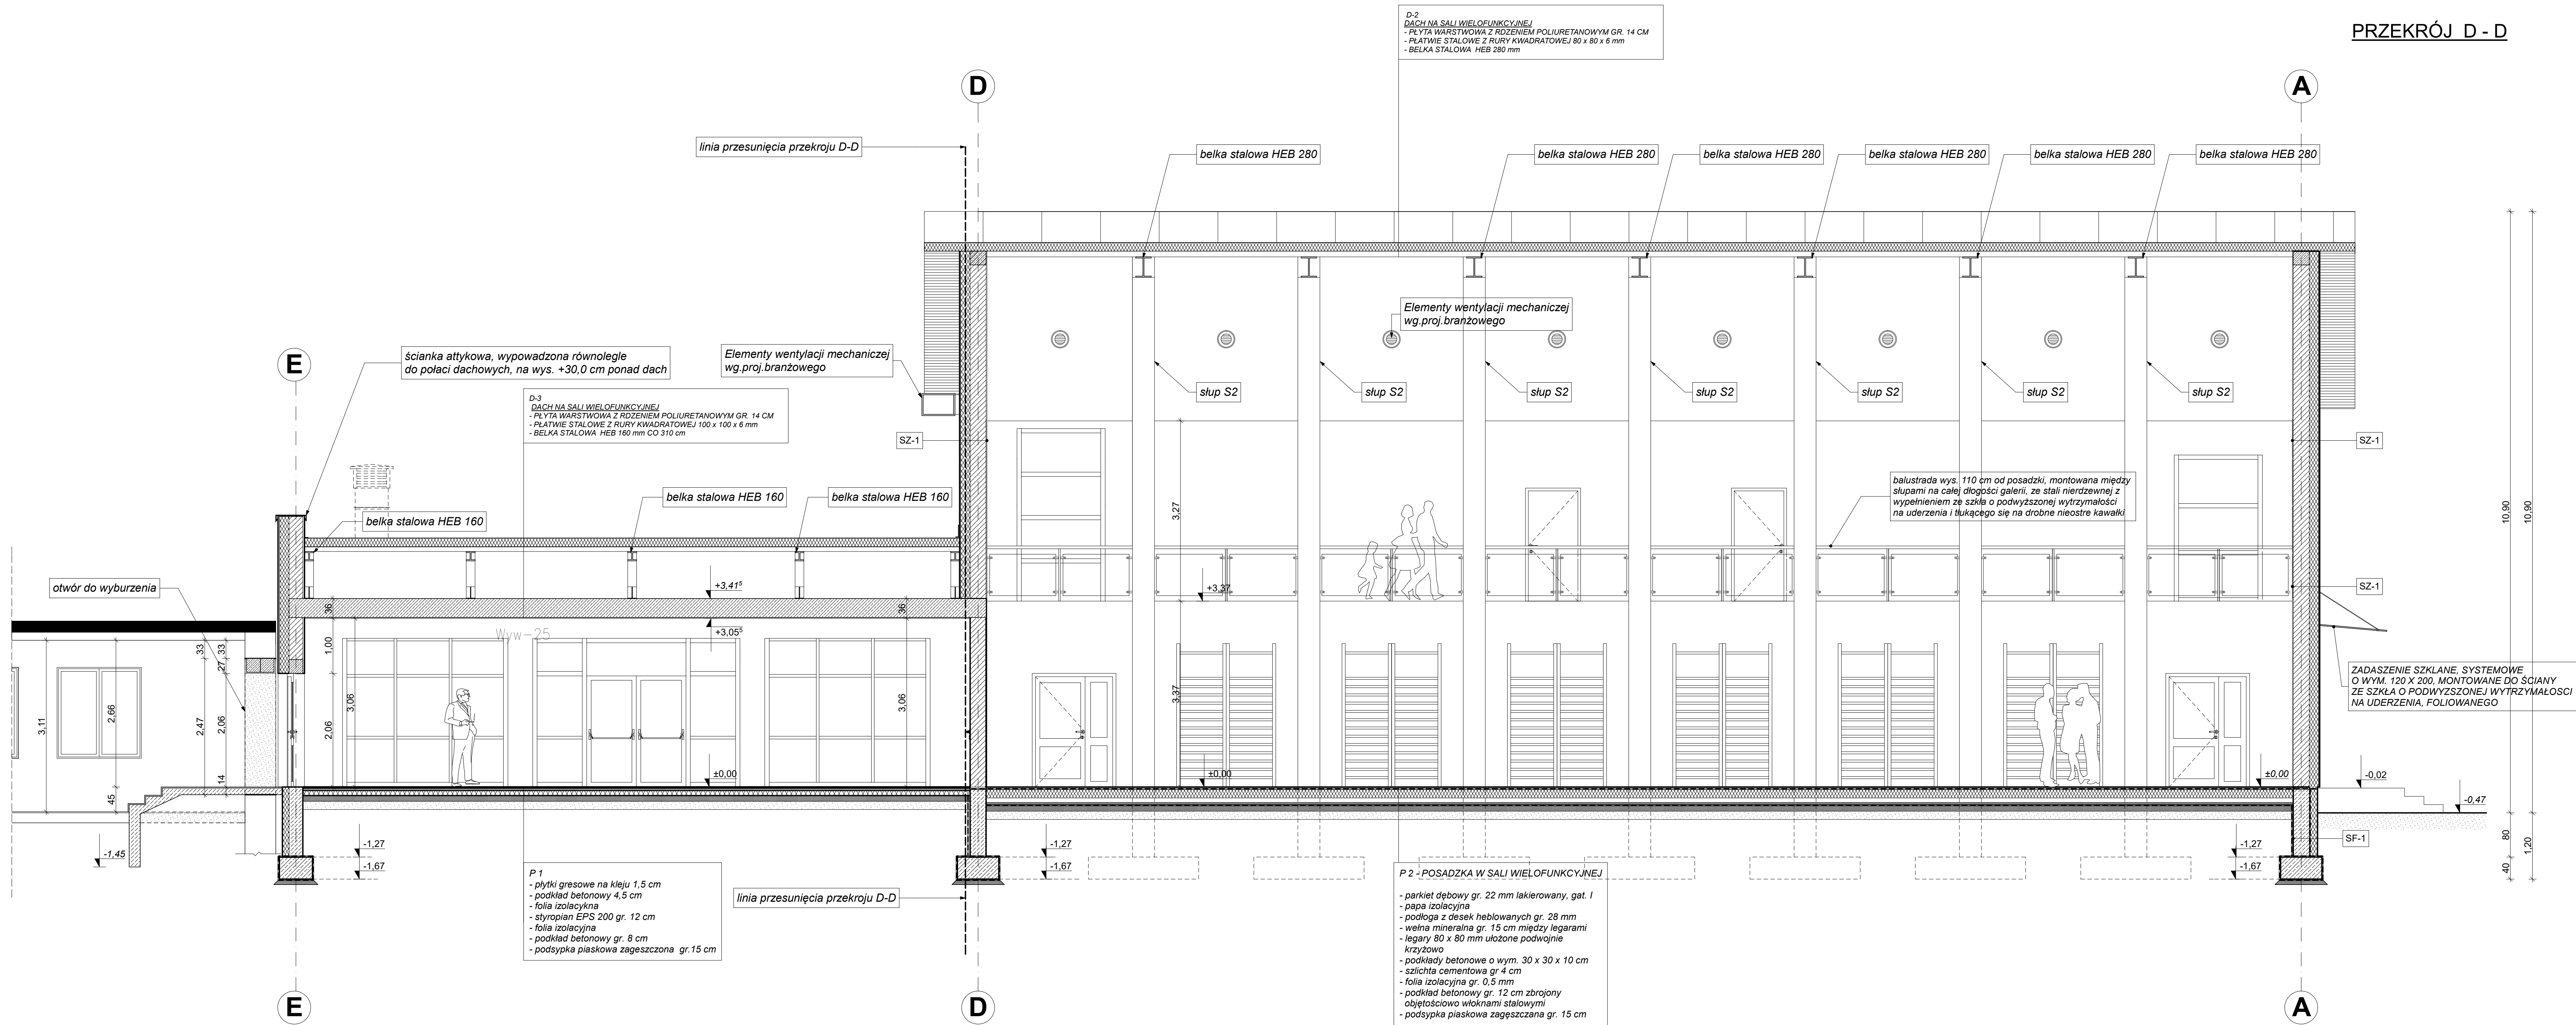 PRZEKRÓJ D - D
D-2
DACH NA SALI WIELOFUNKCYJNEJ
- PŁYTA WARSTWOWA Z RDZENIEM POLIURETANOWYM GR. 14 CM
- PŁATWIE STALOWE Z RURY KWADRATOWEJ 80 x 80 x 6 mm
- BELKA STALOWA HEB 280 mm
D
A
linia przesunięcia przekroju D-D
belka stalowa HEB 280
belka stalowa HEB 280
belka stalowa HEB 280
belka stalowa HEB 280
belka stalowa HEB 280
belka stalowa HEB 280
Elementy wentylacji mechaniczej
wg.proj.branżowego
E
ścianka attykowa, wypowadzona równolegle
do połaci dachowych, na wys. +30,0 cm ponad dach
Elementy wentylacji mechaniczej
wg.proj.branżowego
słup S2
słup S2
słup S2
słup S2
słup S2
słup S2
słup S2
D-3
DACH NA SALI WIELOFUNKCYJNEJ
- PŁYTA WARSTWOWA Z RDZENIEM POLIURETANOWYM GR. 14 CM
- PŁATWIE STALOWE Z RURY KWADRATOWEJ 100 x 100 x 6 mm
- BELKA STALOWA HEB 160 mm CO 310 cm
SZ-1
SZ-1
belka stalowa HEB 160
belka stalowa HEB 160
belka stalowa HEB 160
balustrada wys. 110 cm od posadzki, montowana między
słupami na całej dłogości galerii, ze stali nierdzewnej z
wypełnieniem ze szkła o podwyższonej wytrzymałości
na uderzenia i tłukącego się na drobne nieostre kawałki
3,27
10,90
10,90
otwór do wyburzenia
+3,41⁵
+3,37
SZ-1
36
36
+3,05⁵
Wyw-25
33
33
27
1,00
3,11
2,66
2,47
2,06
2,06
3,06
3,06
3,37
14
45
ZADASZENIE SZKLANE, SYSTEMOWE
O WYM. 120 X 200, MONTOWANE DO ŚCIANY
ZE SZKŁA O PODWYZSZONEJ WYTRZYMAŁOSCI
NA UDERZENIA, FOLIOWANEGO
±0,00
±0,00
±0,00
-0,02
-0,47
-1,45
-1,27
-1,67
-1,27
-1,67
-1,27
-1,67
SF-1
80
40
1,20
P 1
- płytki gresowe na kleju 1,5 cm
- podkład betonowy 4,5 cm
- folia izolacykna
- styropian EPS 200 gr. 12 cm
- folia izolacyjna
- podkład betonowy gr. 8 cm
- podsypka piaskowa zageszczona gr.15 cm
linia przesunięcia przekroju D-D
P 2 - POSADZKA W SALI WIELOFUNKCYJNEJ
- parkiet dębowy gr. 22 mm lakierowany, gat. I
- papa izolacyjna
- podłoga z desek heblowanych gr. 28 mm
- wełna mineralna gr. 15 cm między legarami
- legary 80 x 80 mm ułożone podwojnie
krzyżowo
- podkłady betonowe o wym. 30 x 30 x 10 cm
- szlichta cementowa gr 4 cm
- folia izolacyjna gr. 0,5 mm
- podkład betonowy gr. 12 cm zbrojony
objętościowo włoknami stalowymi
- podsypka piaskowa zagęszczana gr. 15 cm
E
D
A